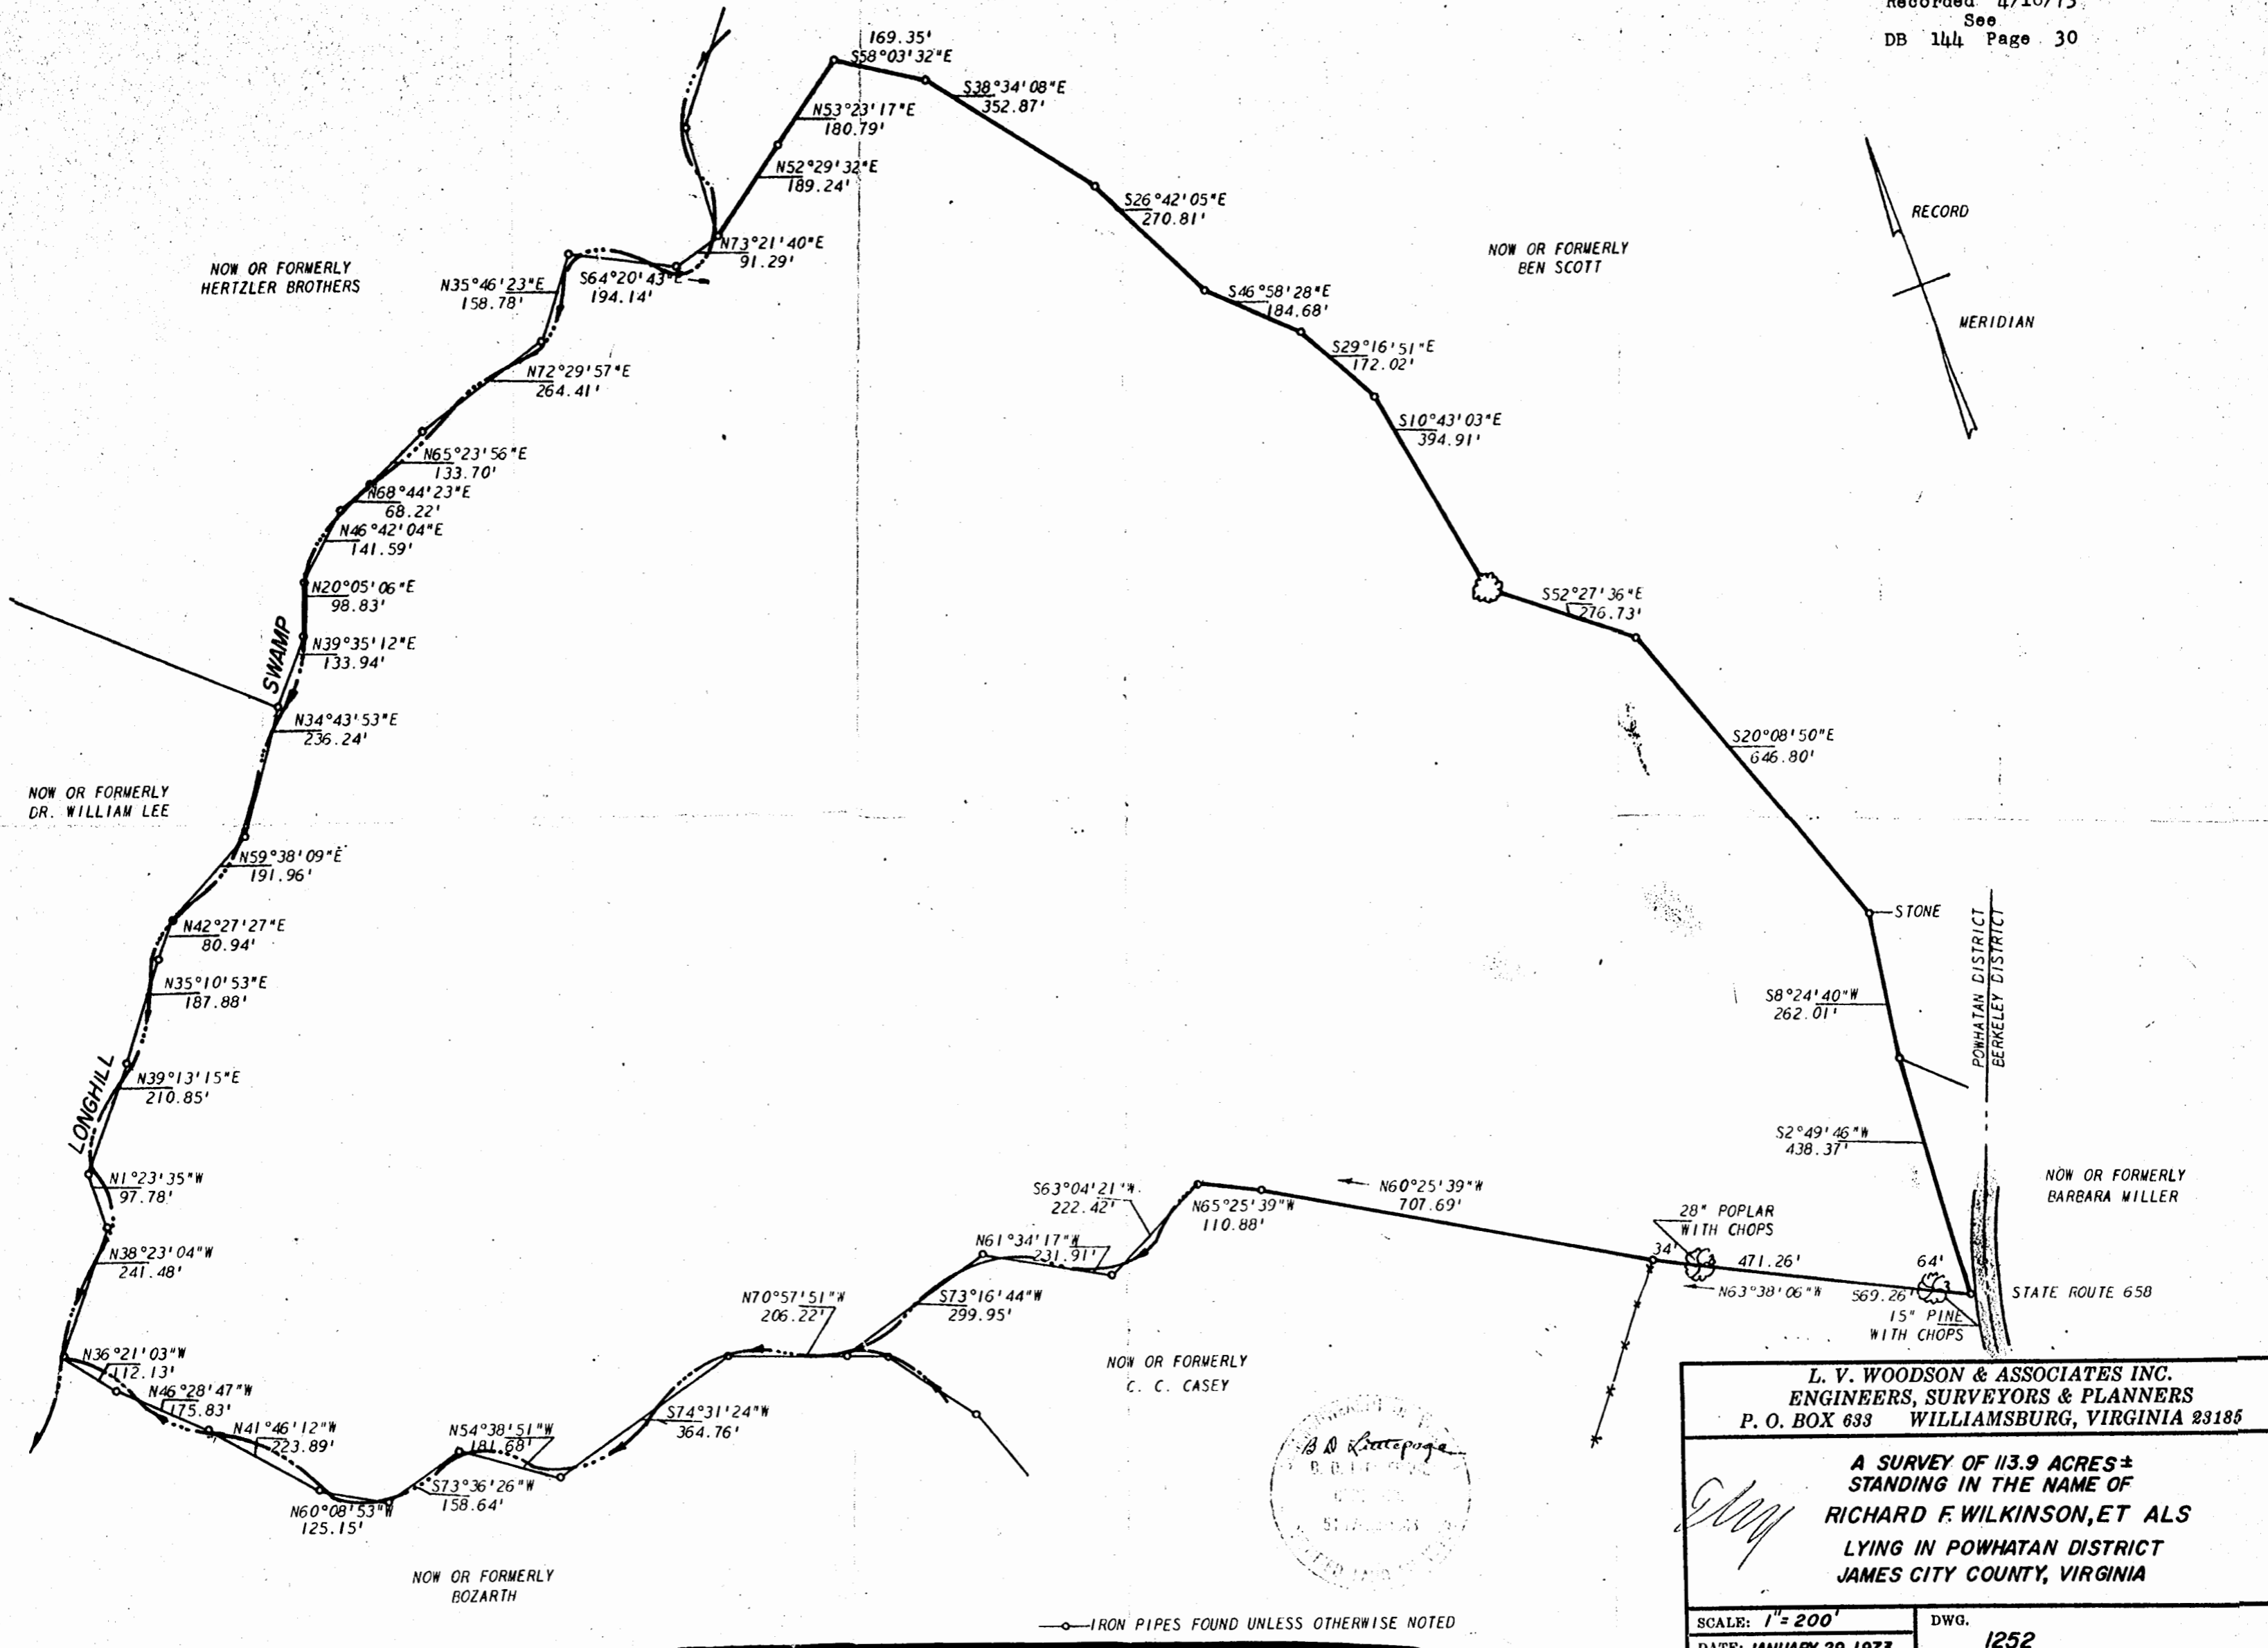 Recorded 4/10/73
See
DB 144 Page 30
169.35'
S58°03'32"E
S38°34'08"E
352.87'
N53°23'17"E
180.79'
N52°29'32"E
189.24'
S26°42'05"E
270.81'
RECORD
MERIDIAN
N73°21'40"E
91.29'
NOW OR FORMERLY
HERTZLER BROTHERS
N35°46'23"E
158.78'
S64°20'43"E
194.14'
NOW OR FORMERLY
BEN SCOTT
S46°58'28"E
184.68'
S29°16'51"E
172.02'
N72°29'57"E
264.41'
S10°43'03"E
394.91'
N65°23'56"E
133.70'
N68°44'23"E
68.22'
N46°42'04"E
141.59'
N20°05'06"E
98.83'
S52°27'36"E
276.73'
SWAMP
N39°35'12"E
133.94'
N34°43'53"E
236.24'
S20°08'50"E
646.80'
NOW OR FORMERLY
DR. WILLIAM LEE
N59°38'09"E
191.96'
N42°27'27"E
80.94'
STONE
POWHATAN DISTRICT
BERKELEY DISTRICT
N35°10'53"E
187.88'
S8°24'40"W
262.01'
LONGHILL
N39°13'15"E
210.85'
S2°49'46"W
438.37'
N1°23'35"W
97.78'
S63°04'21"W
222.42'
N65°25'39"W
110.88'
N60°25'39"W
707.69'
NOW OR FORMERLY
BARBARA MILLER
28" POPLAR
WITH CHOPS
N38°23'04"W
241.48'
N61°34'17"W
231.91'
34'
471.26'
64'
N63°38'06"W
569.26'
STATE ROUTE 658
15" PINE
WITH CHOPS
N70°57'51"W
206.22'
S73°16'44"W
299.95'
N36°21'03"W
112.13'
N46°28'47"W
175.83'
NOW OR FORMERLY
C. C. CASEY
N41°46'12"W
223.89'
N54°38'51"W
181.68'
S74°31'24"W
364.76'
S73°36'26"W
158.64'
N60°08'53"W
125.15'
NOW OR FORMERLY
BOZARTH
IRON PIPES FOUND UNLESS OTHERWISE NOTED
L. V. WOODSON & ASSOCIATES INC.
ENGINEERS, SURVEYORS & PLANNERS
P. O. BOX 633 WILLIAMSBURG, VIRGINIA 23185
A SURVEY OF 113.9 ACRES±
STANDING IN THE NAME OF
RICHARD F. WILKINSON, ET ALS
LYING IN POWHATAN DISTRICT
JAMES CITY COUNTY, VIRGINIA
SCALE: 1"=200'
DWG.
1252
DATE: JANUARY 29 1973